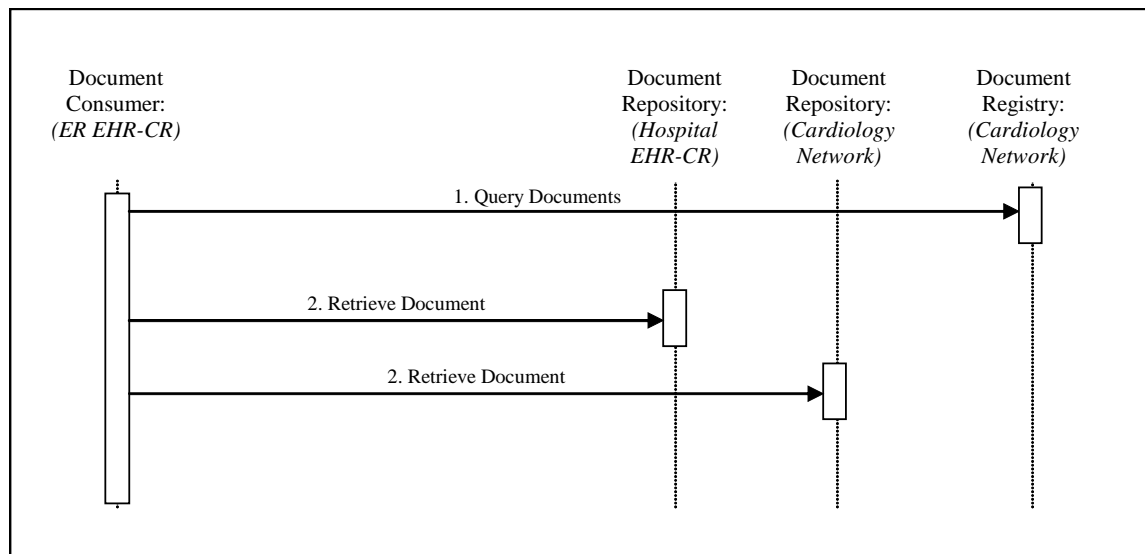 Document
Consumer:
(ER EHR-CR)
Document
Repository:
(Hospital
EHR-CR)
Document
Repository:
(Cardiology
Network)
Document
Registry:
(Cardiology
Network)
1. Query Documents
2. Retrieve Document
2. Retrieve Document